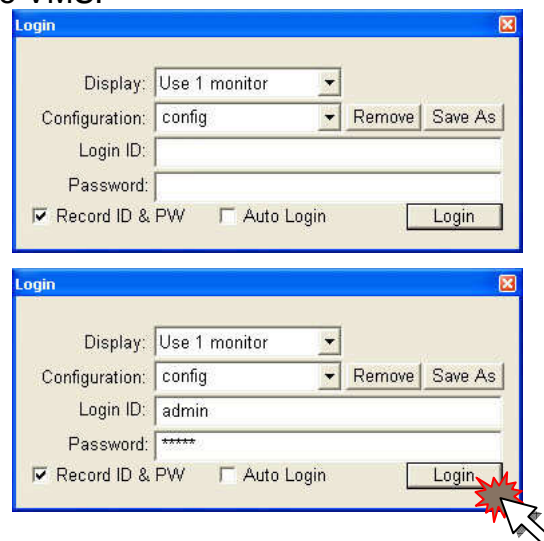 Login
Display: Use 1 monitor
Configuration: config Remove Save As
Login ID:
Password:
Record ID & PW Auto Login Login
Login
Display: Use 1 monitor
Configuration: config Remove Save As
Login ID: admin
Password: *****
Record ID & PW Auto Login Login